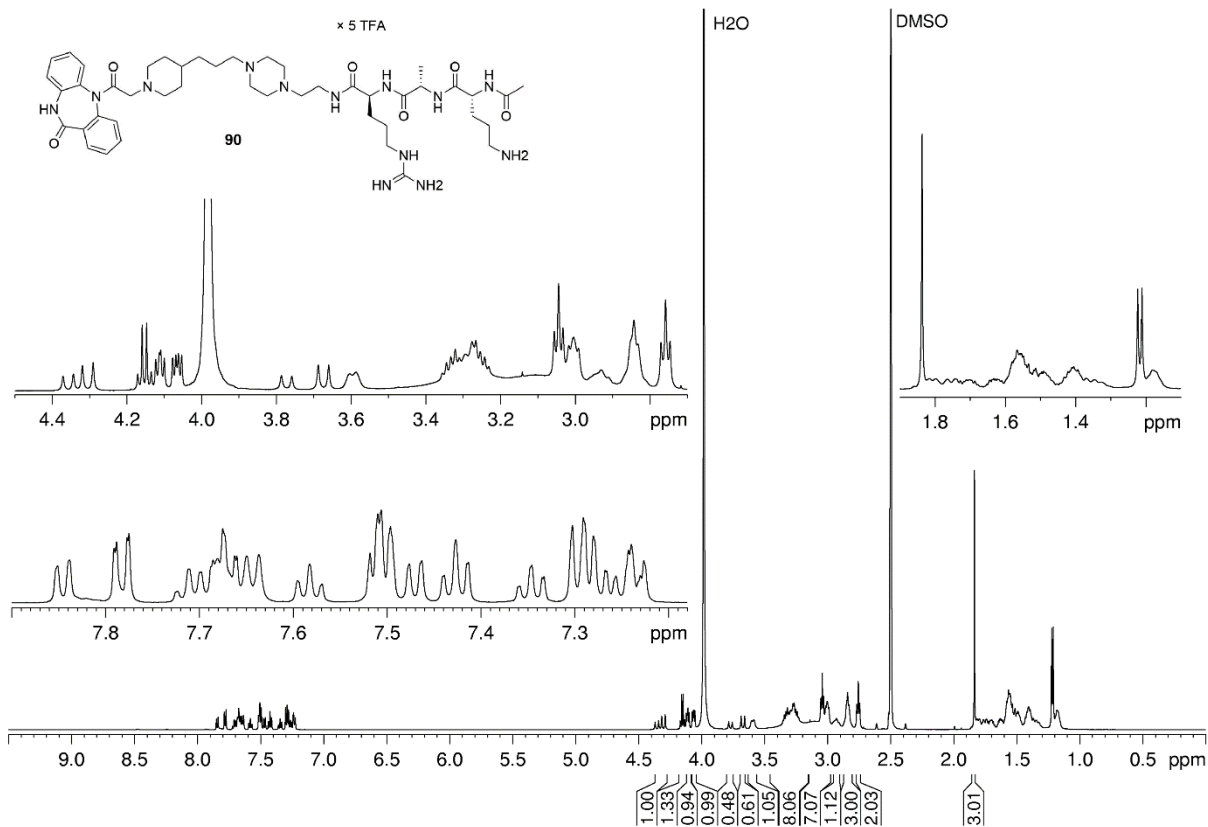 × 5 TFA
H2O
DMSO
O
N
N
N
N
O
N
H
H
N
O
O
N
H
H
N
O
HN
O
90
NH
NH2
HN
NH2
4.4 4.2 4.0 3.8 3.6 3.4 3.2 3.0 ppm
1.8 1.6 1.4 ppm
7.8 7.7 7.6 7.5 7.4 7.3 ppm
9.0 8.5 8.0 7.5 7.0 6.5 6.0 5.5 5.0 4.5 4.0 3.5 3.0 2.5 2.0 1.5 1.0 0.5 ppm
1.00
1.33
0.94
0.99
0.48
0.61
1.05
8.06
7.07
1.12
3.00
2.03
3.01